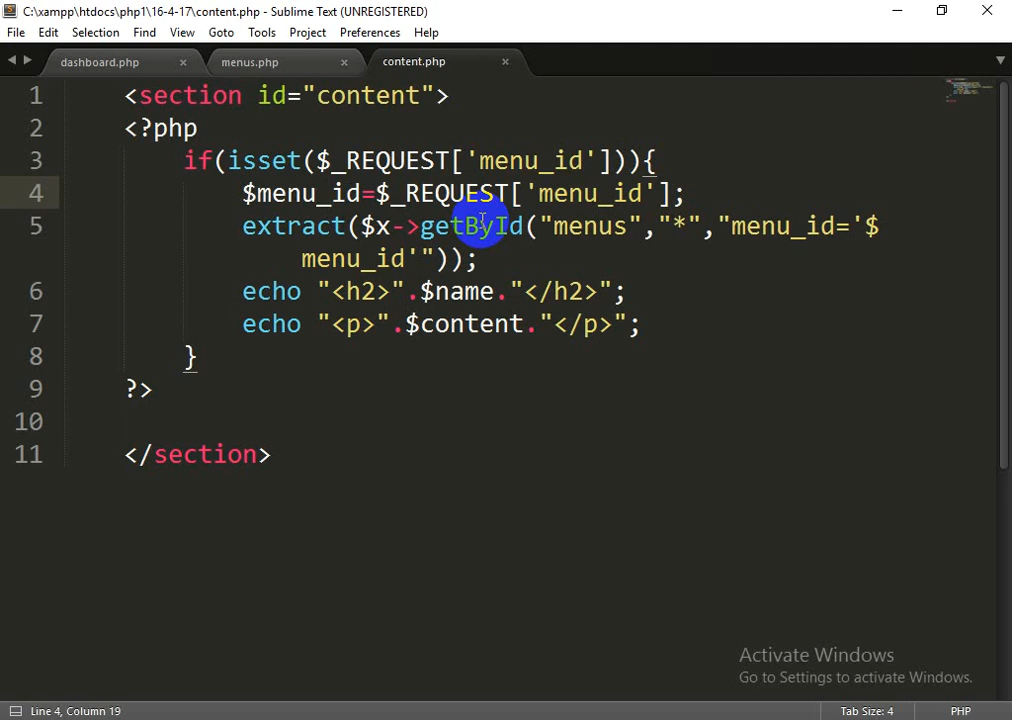 C:\xampp\htdocs\php1\16-4-17\content.php - Sublime Text (UNREGISTERED)
File Edit Selection Find View Goto Tools Project Preferences Help
dashboard.php × menus.php × content.php ×
1 <section id="content">
2 <?php
3 if(isset($_REQUEST['menu_id'])){
4 $menu_id=$_REQUEST['menu_id'];
5 extract($x->getById("menus","*","menu_id='$
menu_id'"));
6 echo "<h2>".$name."</h2>";
7 echo "<p>".$content."</p>";
8 }
9 ?>
10
11 </section>
Activate Windows
Go to Settings to activate Windows.
Line 4, Column 19 Tab Size: 4 PHP